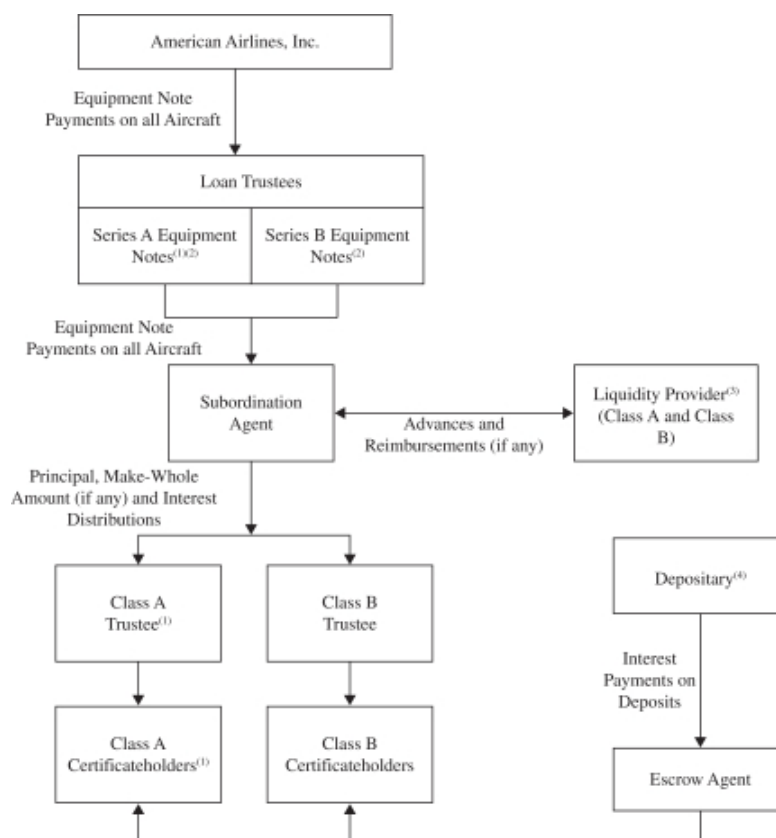 American Airlines, Inc.
Equipment Note
Payments on all Aircraft
Loan Trustees
Series A Equipment
Notes(1)(2)
Series B Equipment
Notes(2)
Equipment Note
Payments on all Aircraft
Subordination
Agent
Advances and
Reimbursements (if any)
Liquidity Provider(3)
(Class A and Class
B)
Principal, Make-Whole
Amount (if any) and Interest
Distributions
Class A
Trustee(1)
Class B
Trustee
Depositary(4)
Interest
Payments on
Deposits
Class A
Certificateholders(1)
Class B
Certificateholders
Escrow Agent